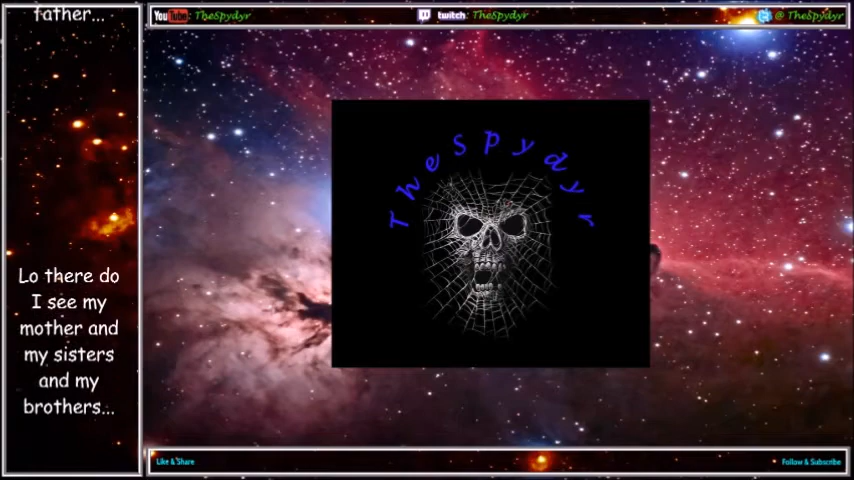 father...
Lo there do
I see my
mother and
my sisters
and my
brothers...
YouTube: TheSpydyr
twitch: TheSpydyr
@ TheSpydyr
TheSpydyr
Like & Share
Follow & Subscribe